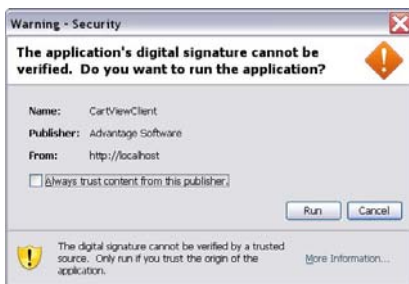 Warning - Security
The application's digital signature cannot be
verified. Do you want to run the application?
Name: CartViewClient
Publisher: Advantage Software
From: http://localhost
Always trust content from this publisher.
Run Cancel
The digital signature cannot be verified by a trusted
source. Only run if you trust the origin of the
application.
More Information...